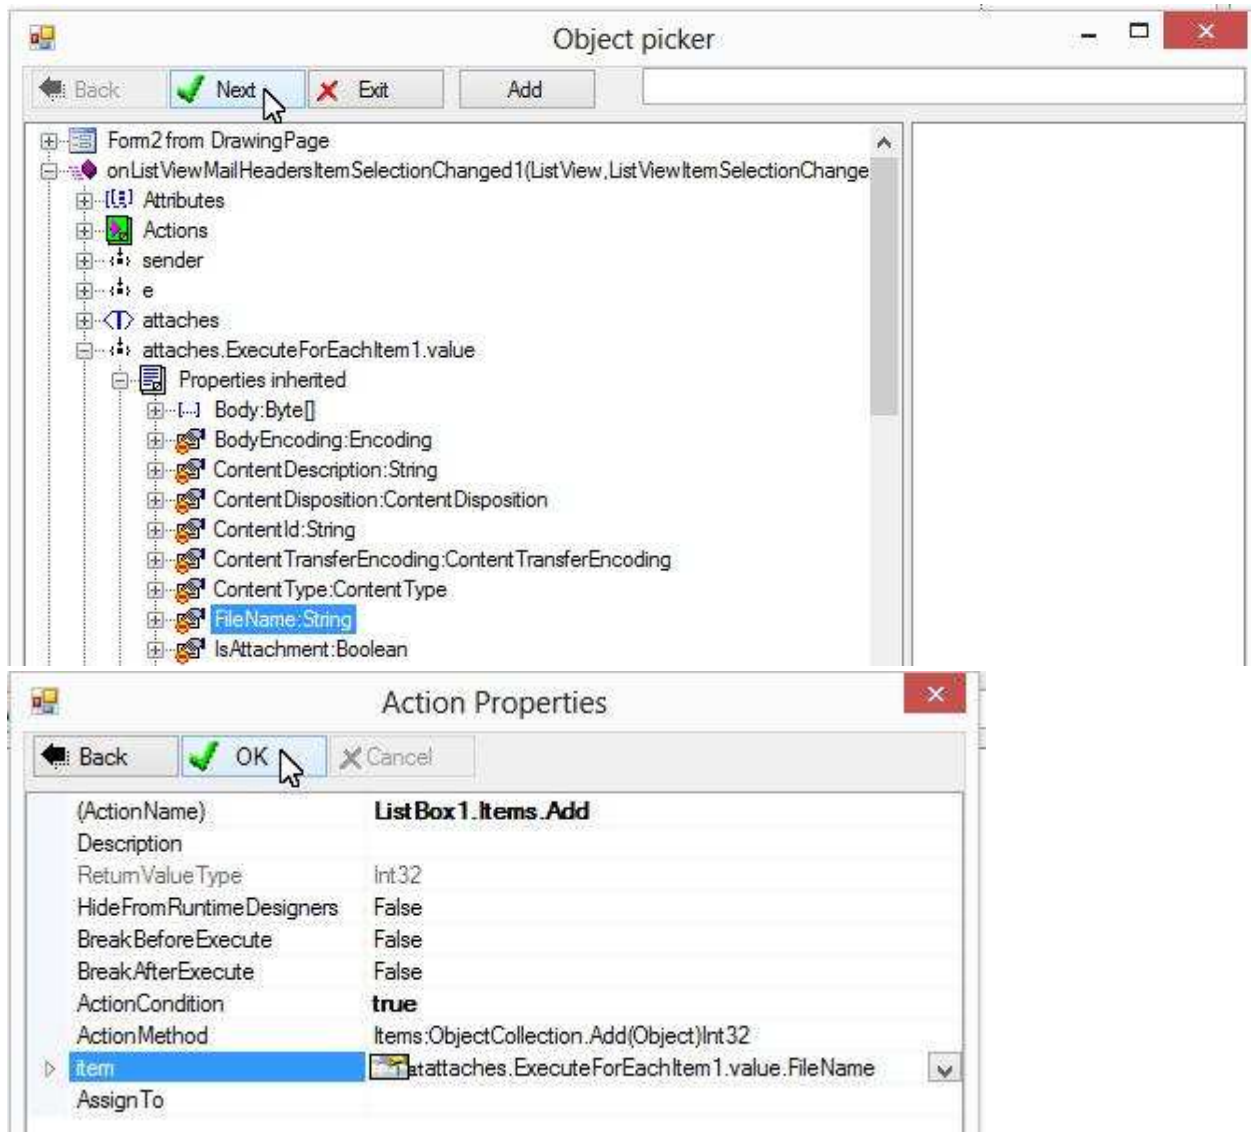 Object picker
Back Next Exit Add
Form2 from DrawingPage
onListViewMailHeadersItemSelectionChanged1(ListView,ListViewItemSelectionChange
Attributes
Actions
sender
e
attaches
attaches.ExecuteForEachItem1.value
Properties inherited
Body:Byte[]
BodyEncoding:Encoding
ContentDescription:String
ContentDisposition:ContentDisposition
ContentId:String
ContentTransferEncoding:ContentTransferEncoding
ContentType:ContentType
FileName:String
IsAttachment:Boolean
Action Properties
Back OK Cancel
(ActionName) ListBox1.Items.Add
Description
ReturnValueType Int32
HideFromRuntimeDesigners False
BreakBeforeExecute False
BreakAfterExecute False
ActionCondition true
ActionMethod Items:ObjectCollection.Add(Object)Int32
item attaches.ExecuteForEachItem1.value.FileName
AssignTo